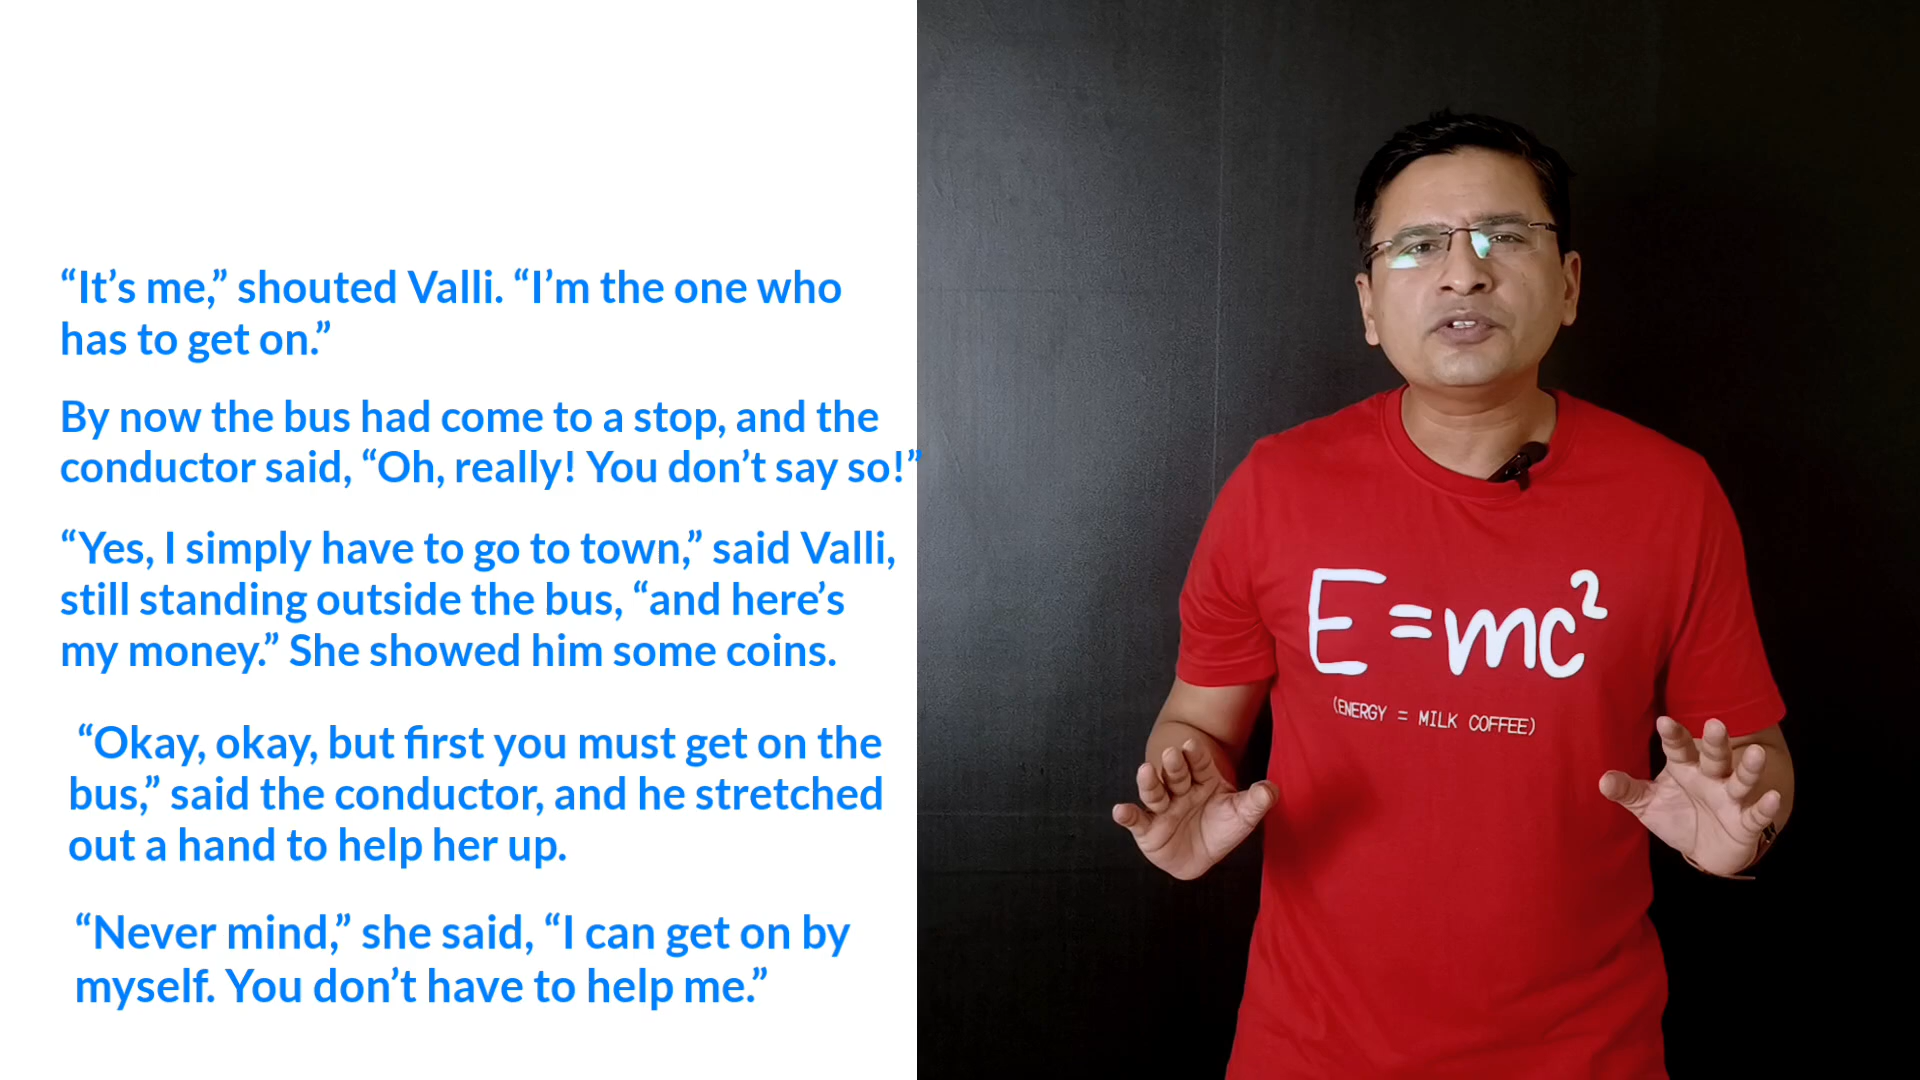 “It’s me,” shouted Valli. “I’m the one who
has to get on.”
By now the bus had come to a stop, and the
conductor said, “Oh, really! You don’t say so!”
“Yes, I simply have to go to town,” said Valli,
still standing outside the bus, “and here’s
my money.” She showed him some coins.
“Okay, okay, but first you must get on the
bus,” said the conductor, and he stretched
out a hand to help her up.
“Never mind,” she said, “I can get on by
myself. You don’t have to help me.”
E=mc²
(ENERGY = MILK COFFEE)